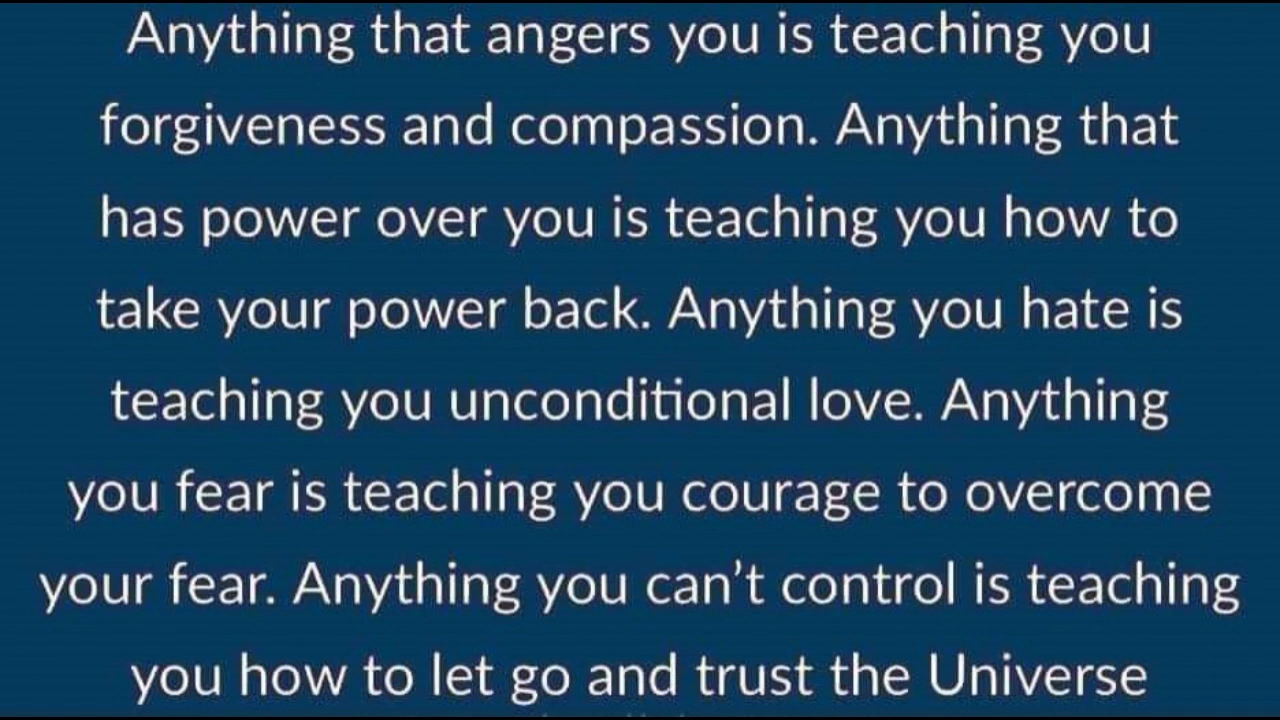 Anything that angers you is teaching you
forgiveness and compassion. Anything that
has power over you is teaching you how to
take your power back. Anything you hate is
teaching you unconditional love. Anything
you fear is teaching you courage to overcome
your fear. Anything you can’t control is teaching
you how to let go and trust the Universe